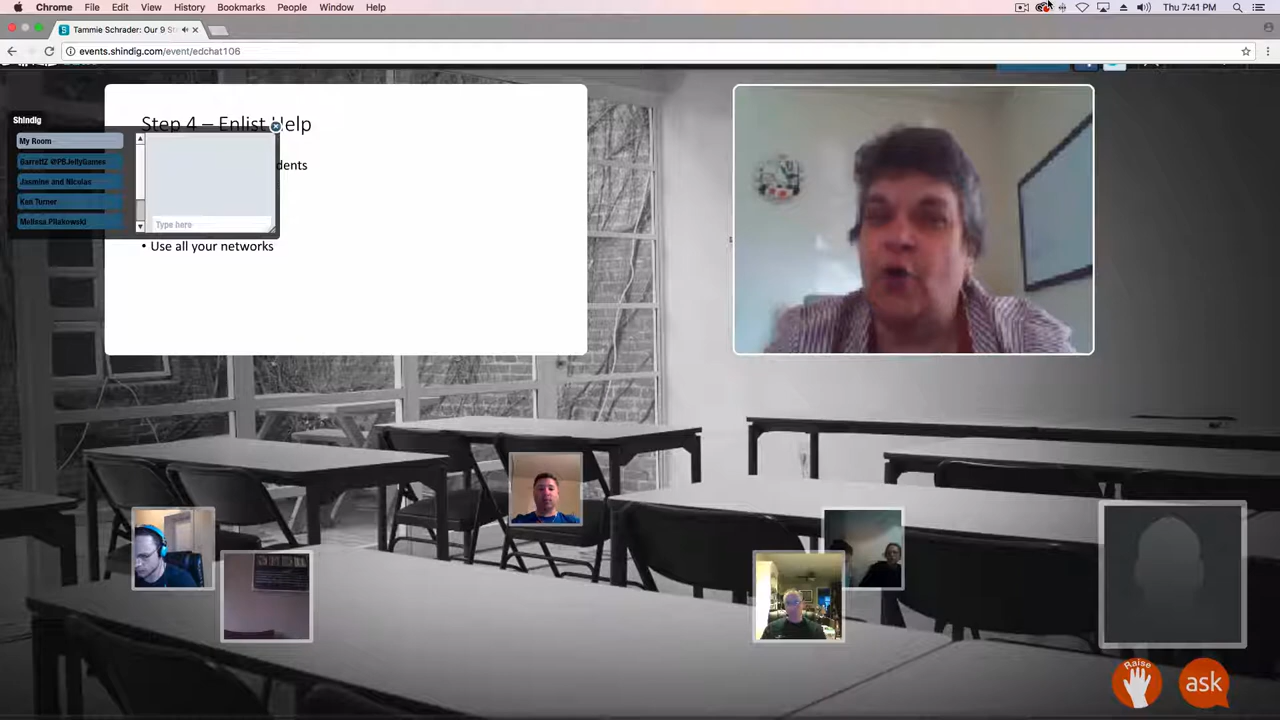 Chrome File Edit View History Bookmarks People Window Help Thu 7:41 PM
Tammie Schrader: Our 9 St
events.shindig.com/event/edchat106
Step 4 – Enlist Help
dents
• Use all your networks
Shindig
My Room
GarrettZ @PBJellyGames
Jasmine and Nicolas
Ken Turner
Melissa Pilakowski
Type here
Raise
ask